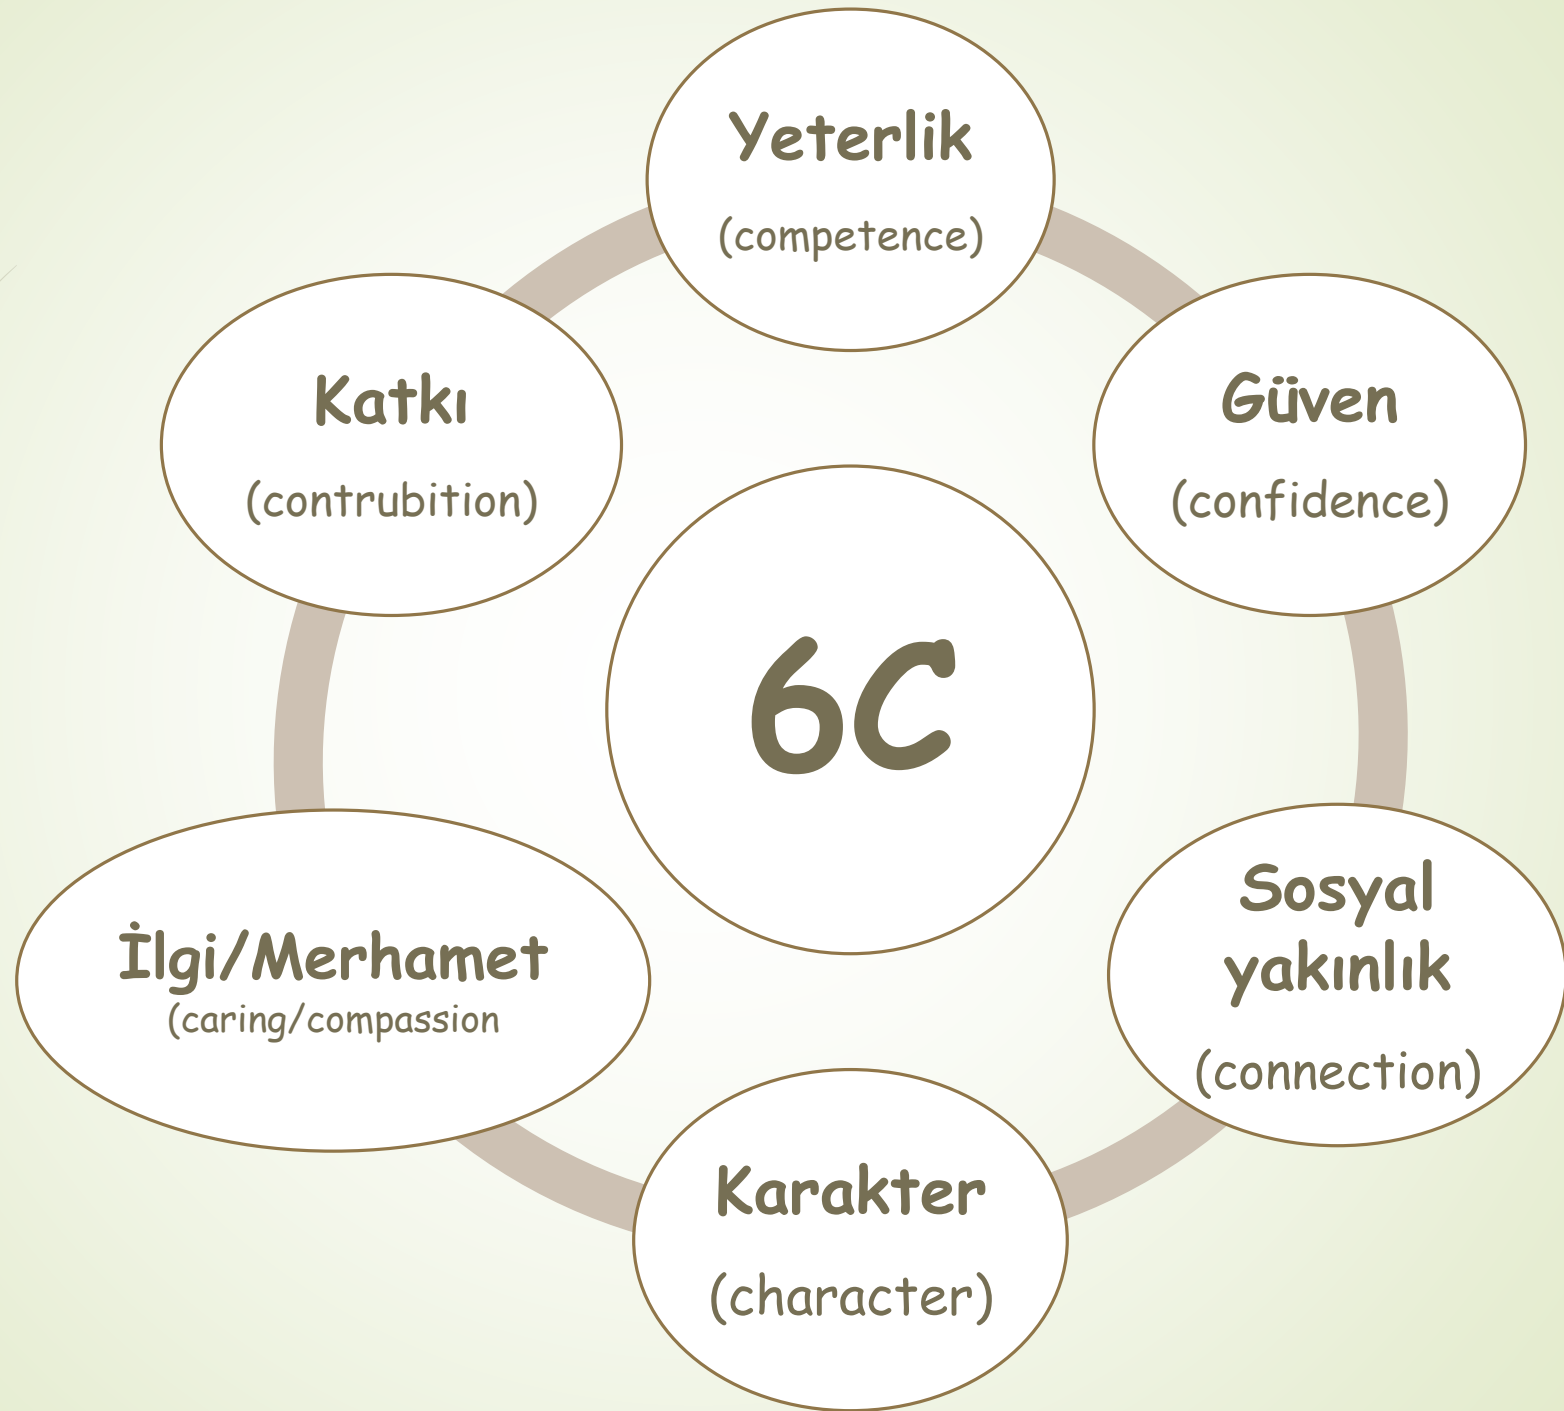 Yeterlik
(competence)
Güven
(confidence)
Sosyal
yakınlık
(connection)
Karakter
(character)
İlgi/Merhamet
(caring/compassion
Katkı
(contrubition)
6C